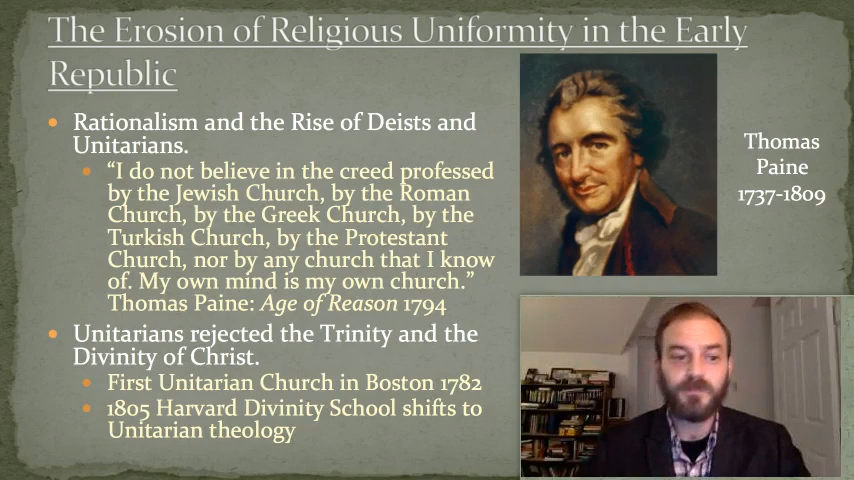 The Erosion of Religious Uniformity in the Early
Republic
Rationalism and the Rise of Deists and
Unitarians.
“I do not believe in the creed professed
by the Jewish Church, by the Roman
Church, by the Greek Church, by the
Turkish Church, by the Protestant
Church, nor by any church that I know
of. My own mind is my own church.”
Thomas Paine: Age of Reason 1794
Unitarians rejected the Trinity and the
Divinity of Christ.
First Unitarian Church in Boston 1782
1805 Harvard Divinity School shifts to
Unitarian theology
Thomas
Paine
1737-1809